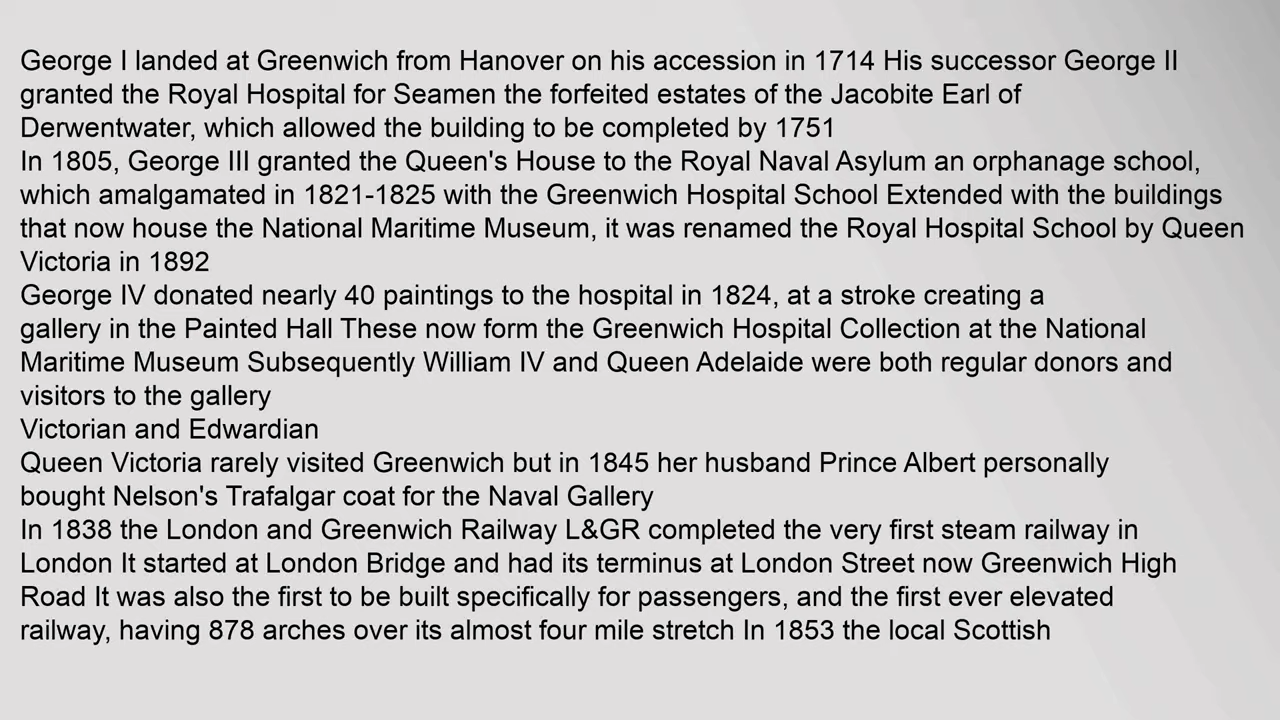 George I landed at Greenwich from Hanover on his accession in 1714 His successor George II
granted the Royal Hospital for Seamen the forfeited estates of the Jacobite Earl of
Derwentwater, which allowed the building to be completed by 1751
In 1805, George III granted the Queen's House to the Royal Naval Asylum an orphanage school,
which amalgamated in 1821-1825 with the Greenwich Hospital School Extended with the buildings
that now house the National Maritime Museum, it was renamed the Royal Hospital School by Queen
Victoria in 1892
George IV donated nearly 40 paintings to the hospital in 1824, at a stroke creating a
gallery in the Painted Hall These now form the Greenwich Hospital Collection at the National
Maritime Museum Subsequently William IV and Queen Adelaide were both regular donors and
visitors to the gallery
Victorian and Edwardian
Queen Victoria rarely visited Greenwich but in 1845 her husband Prince Albert personally
bought Nelson's Trafalgar coat for the Naval Gallery
In 1838 the London and Greenwich Railway L&GR completed the very first steam railway in
London It started at London Bridge and had its terminus at London Street now Greenwich High
Road It was also the first to be built specifically for passengers, and the first ever elevated
railway, having 878 arches over its almost four mile stretch In 1853 the local Scottish